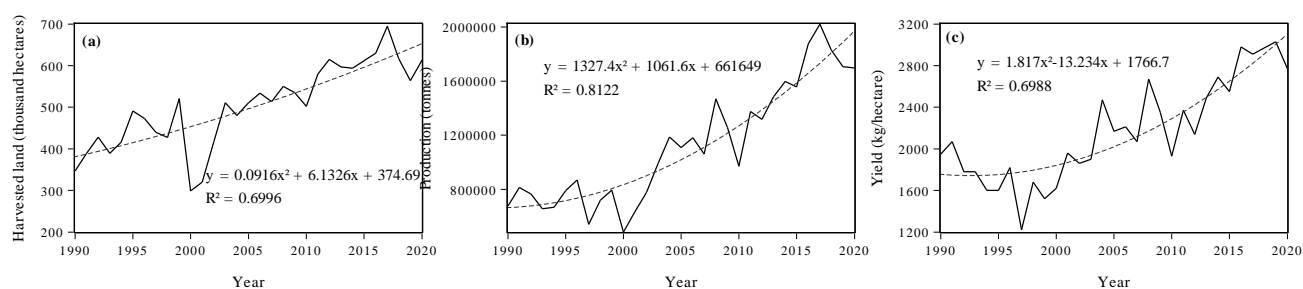 Harvested land (thousand hectares)
700
600
500
400
300
200
(a)
y = 0.0916x² + 6.1326x + 374.69
R² = 0.6996
1990 1995 2000 2005 2010 2015 2020
Year
Production (tonnes)
2000000
1600000
1200000
800000
(b)
y = 1327.4x² + 1061.6x + 661649
R² = 0.8122
1990 1995 2000 2005 2010 2015 2020
Year
Yield (kg/hectare)
3200
2800
2400
2000
1600
1200
(c)
y = 1.817x²-13.234x + 1766.7
R² = 0.6988
1990 1995 2000 2005 2010 2015 2020
Year